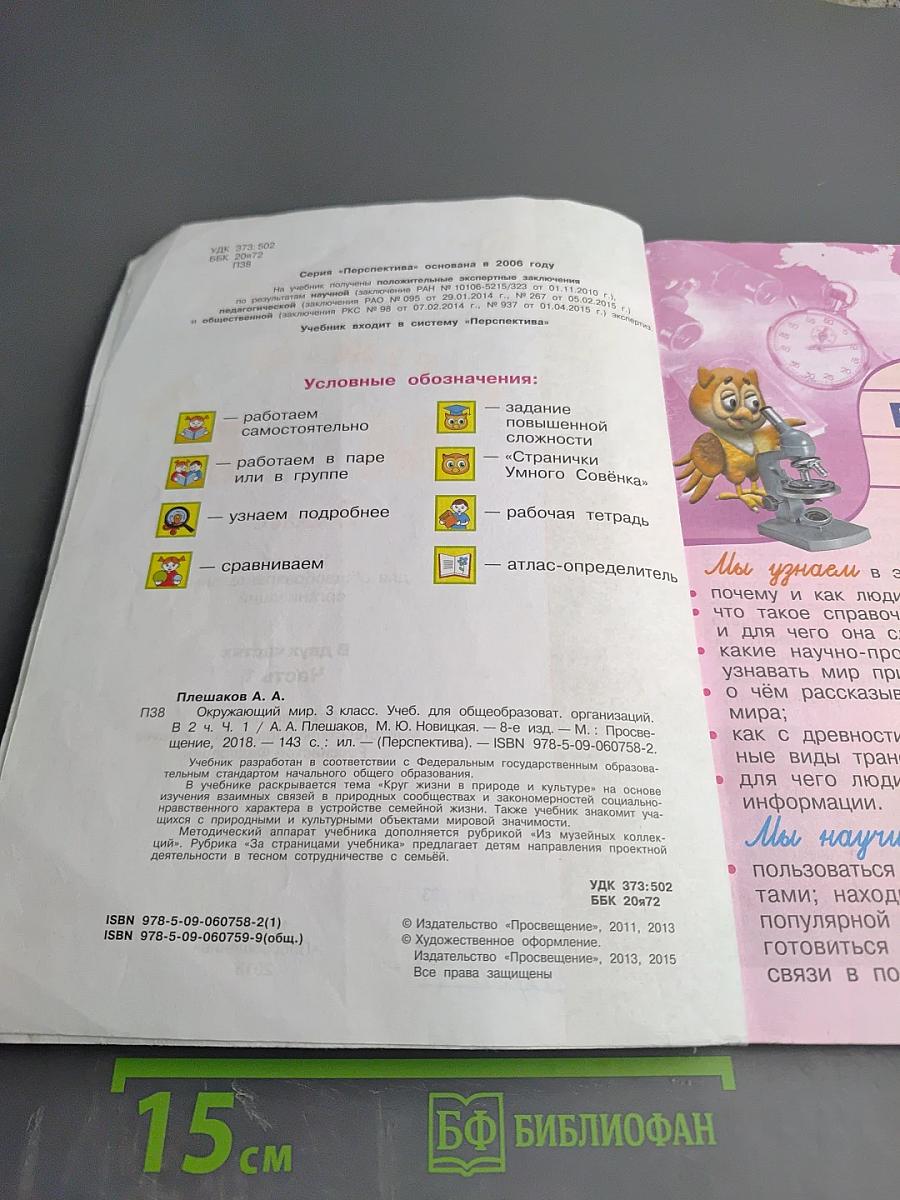 УДК 373:502
ББК 20я72
П38
Серия «Перспектива» основана в 2006 году
На учебник получены положительные экспертные заключения
по результатам научной (заключение РАН № 10106-5215/323 от 01.11.2010 г.),
педагогической (заключения РАО № 095 от 29.01.2014 г., № 267 от 05.02.2015 г.)
и общественной (заключения РКС № 98 от 07.02.2014 г., № 937 от 01.04.2015 г.) экспертиз
Учебник входит в систему «Перспектива»
Условные обозначения:
— работаем
самостоятельно
— работаем в паре
или в группе
— узнаем подробнее
— сравниваем
— задание
повышенной
сложности
— «Странички
Умного Совёнка»
— рабочая тетрадь
— атлас-определитель
Плешаков А. А.
П38 Окружающий мир. 3 класс. Учеб. для общеобразоват. организаций.
В 2 ч. Ч. 1 / А. А. Плешаков, М. Ю. Новицкая. — 8-е изд. — М. : Просве-
щение, 2018. — 143 с. : ил. — (Перспектива). — ISBN 978-5-09-060758-2.
Учебник разработан в соответствии с Федеральным государственным образова-
тельным стандартом начального общего образования.
В учебнике раскрывается тема «Круг жизни в природе и культуре» на основе
изучения взаимных связей в природных сообществах и закономерностей социально-
нравственного характера в устройстве семейной жизни. Также учебник знакомит уча-
щихся с природными и культурными объектами мировой значимости.
Методический аппарат учебника дополняется рубрикой «Из музейных коллек-
ций». Рубрика «За страницами учебника» предлагает детям направления проектной
деятельности в тесном сотрудничестве с семьёй.
УДК 373:502
ББК 20я72
ISBN 978-5-09-060758-2(1)
ISBN 978-5-09-060759-9(общ.)
© Издательство «Просвещение», 2011, 2013
© Художественное оформление.
Издательство «Просвещение», 2013, 2015
Все права защищены
Мы узнаем в э
• почему и как люди
• что такое справоч
и для чего она сл
• какие научно-про
узнавать мир при
• о чём рассказыв
мира;
• как с древности
ные виды тран
• для чего люди
информации.
Мы научи
• пользоваться
тами; наход
популярной
готовиться
связи в по
15 см
БФ БИБЛИОФАН